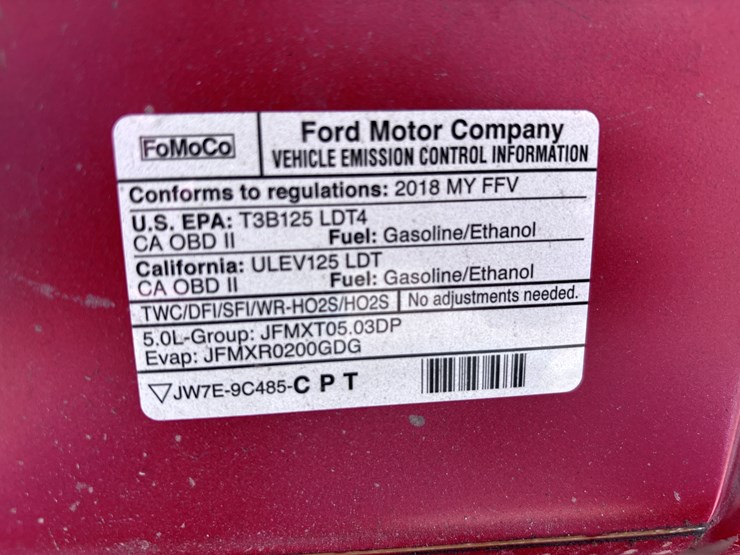 FoMoCo
Ford Motor Company
VEHICLE EMISSION CONTROL INFORMATION
Conforms to regulations: 2018 MY FFV
U.S. EPA: T3B125 LDT4
CA OBD II Fuel: Gasoline/Ethanol
California: ULEV125 LDT
CA OBD II Fuel: Gasoline/Ethanol
TWC/DFI/SFI/WR-HO2S/HO2S No adjustments needed.
5.0L-Group: JFMXT05.03DP
Evap: JFMXR0200GDG
JW7E-9C485-C P T